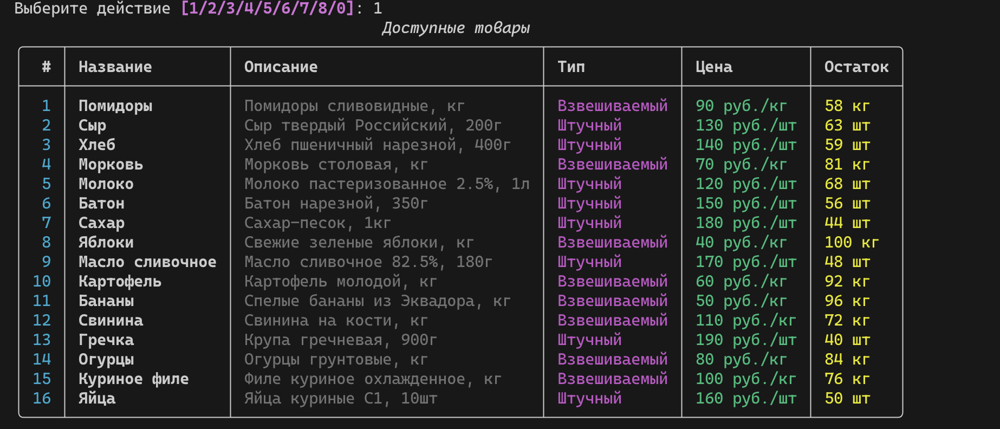 Выберите действие [1/2/3/4/5/6/7/8/0]: 1
Доступные товары
# Название Описание Тип Цена Остаток
1 Помидоры Помидоры сливовидные, кг Взвешиваемый 90 руб./кг 58 кг
2 Сыр Сыр твердый Российский, 200г Штучный 130 руб./шт 63 шт
3 Хлеб Хлеб пшеничный нарезной, 400г Штучный 140 руб./шт 59 шт
4 Морковь Морковь столовая, кг Взвешиваемый 70 руб./кг 81 кг
5 Молоко Молоко пастеризованное 2.5%, 1л Штучный 120 руб./шт 68 шт
6 Батон Батон нарезной, 350г Штучный 150 руб./шт 56 шт
7 Сахар Сахар-песок, 1кг Штучный 180 руб./шт 44 шт
8 Яблоки Свежие зеленые яблоки, кг Взвешиваемый 40 руб./кг 100 кг
9 Масло сливочное Масло сливочное 82.5%, 180г Штучный 170 руб./шт 48 шт
10 Картофель Картофель молодой, кг Взвешиваемый 60 руб./кг 92 кг
11 Бананы Спелые бананы из Эквадора, кг Взвешиваемый 50 руб./кг 96 кг
12 Свинина Свинина на кости, кг Взвешиваемый 110 руб./кг 72 кг
13 Гречка Крупа гречневая, 900г Штучный 190 руб./шт 40 шт
14 Огурцы Огурцы грунтовые, кг Взвешиваемый 80 руб./кг 84 кг
15 Куриное филе Филе куриное охлажденное, кг Взвешиваемый 100 руб./кг 76 кг
16 Яйца Яйца куриные С1, 10шт Штучный 160 руб./шт 50 шт